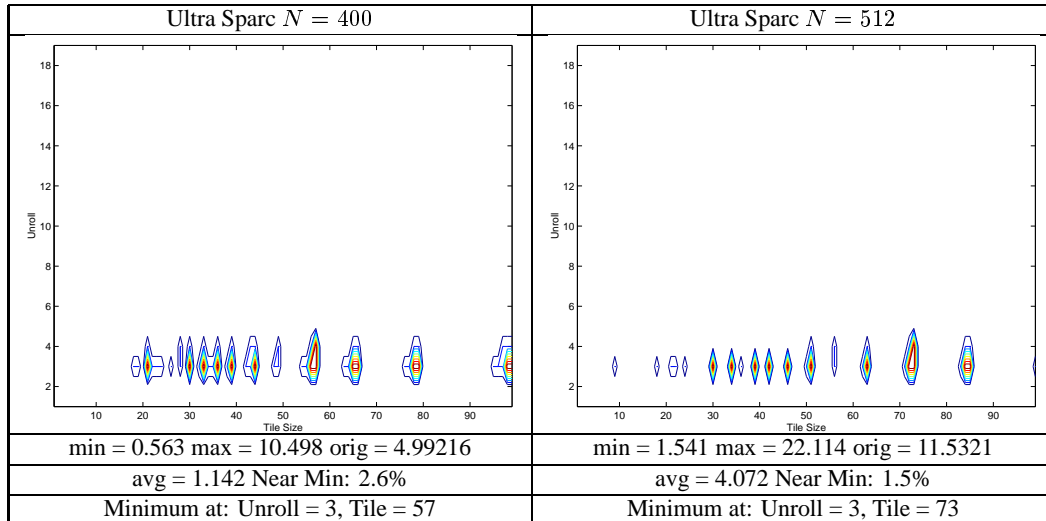 Ultra Sparc N = 400
Ultra Sparc N = 512
18
16
14
12
10
8
6
4
2
Unroll
10 20 30 40 50 60 70 80 90
Tile Size
18
16
14
12
10
8
6
4
2
Unroll
10 20 30 40 50 60 70 80 90
Tile Size
min = 0.563 max = 10.498 orig = 4.99216
min = 1.541 max = 22.114 orig = 11.5321
avg = 1.142 Near Min: 2.6%
avg = 4.072 Near Min: 1.5%
Minimum at: Unroll = 3, Tile = 57
Minimum at: Unroll = 3, Tile = 73